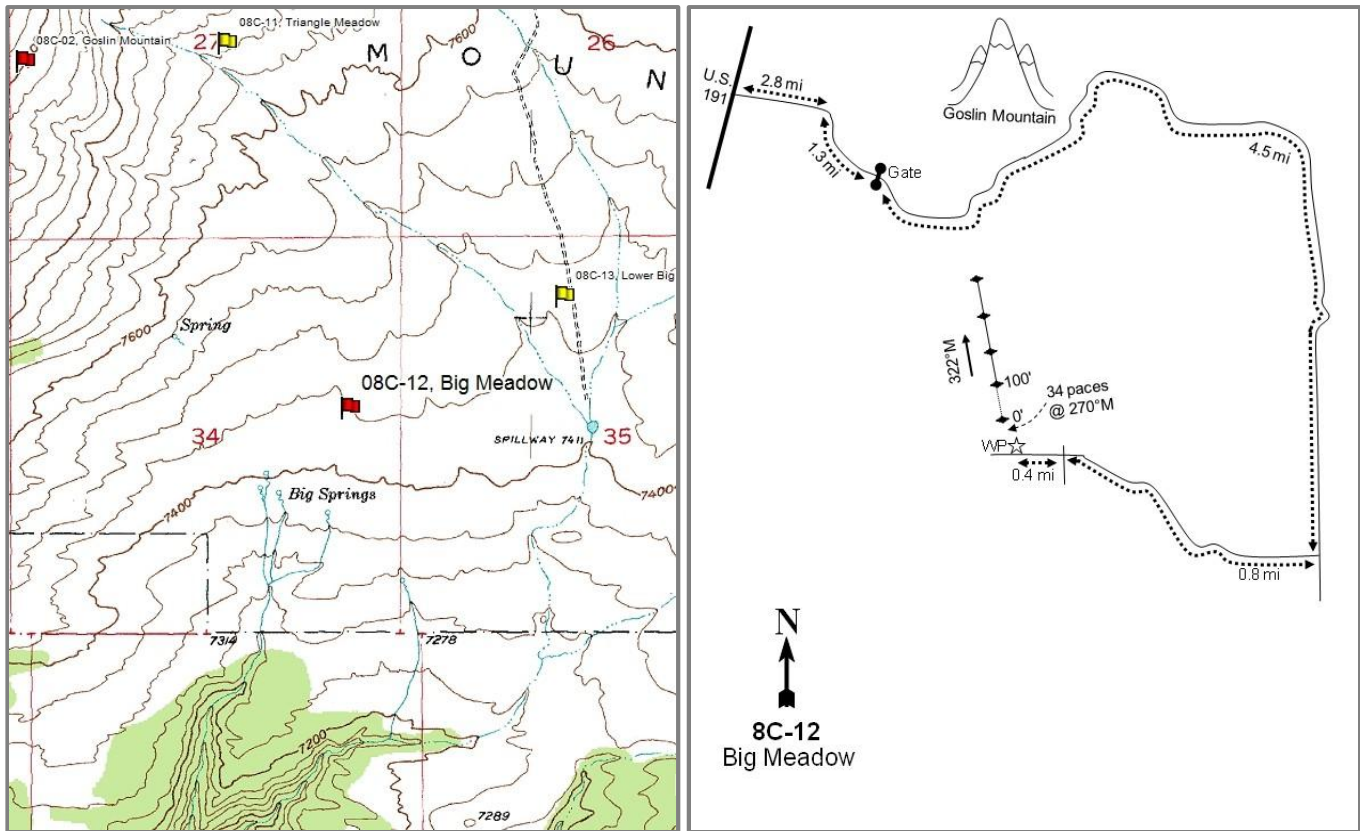 08C-11, Triangle Meadow
08C-02, Goslin Mountain
27
26
7600
M O U N
08C-13, Lower Big
Spring
7600
08C-12, Big Meadow
34
SPILLWAY 7411
35
7400
Big Springs
7400
7314
7278
7200
7289
U.S.
191
2.8 mi
1.3 mi
Gate
Goslin Mountain
4.5 mi
322°M
100'
0'
34 paces
@ 270°M
WP
0.4 mi
0.8 mi
N
8C-12
Big Meadow